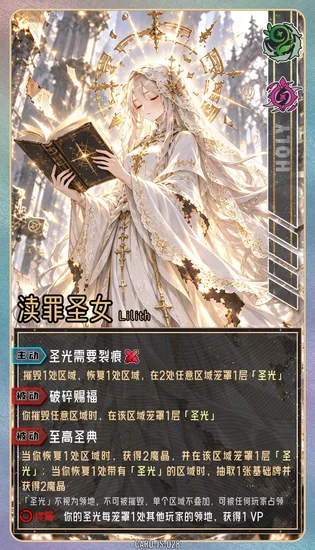 HOLY
渎罪圣女 Lilith
主动 圣光需要裂痕
摧毁1处区域，恢复1处区域，在2处任意区域笼罩1层「圣光」
被动 破碎赐福
你摧毁任意区域时，在该区域笼罩1层「圣光」
被动 至高圣典
当你恢复1处区域时，获得2魔晶，并在该区域笼罩1层「圣
光」；当你恢复1处带有「圣光」的区域时，抽取1张基础牌并
获得2魔晶
「圣光」不视为领地，不可被摧毁，单个区域不叠加，可被任何玩家占领
你的圣光每笼罩1处其他玩家的领地，获得1 VP
CARD-JS-028